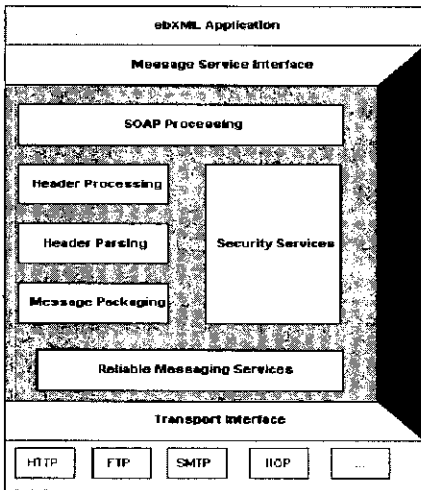 ebXML Application
Message Service Interface
SOAP Processing
Header Processing
Header Parsing
Security Services
Message Packaging
Reliable Messaging Services
Transport Interface
HTTP FTP SMTP IIOP ...